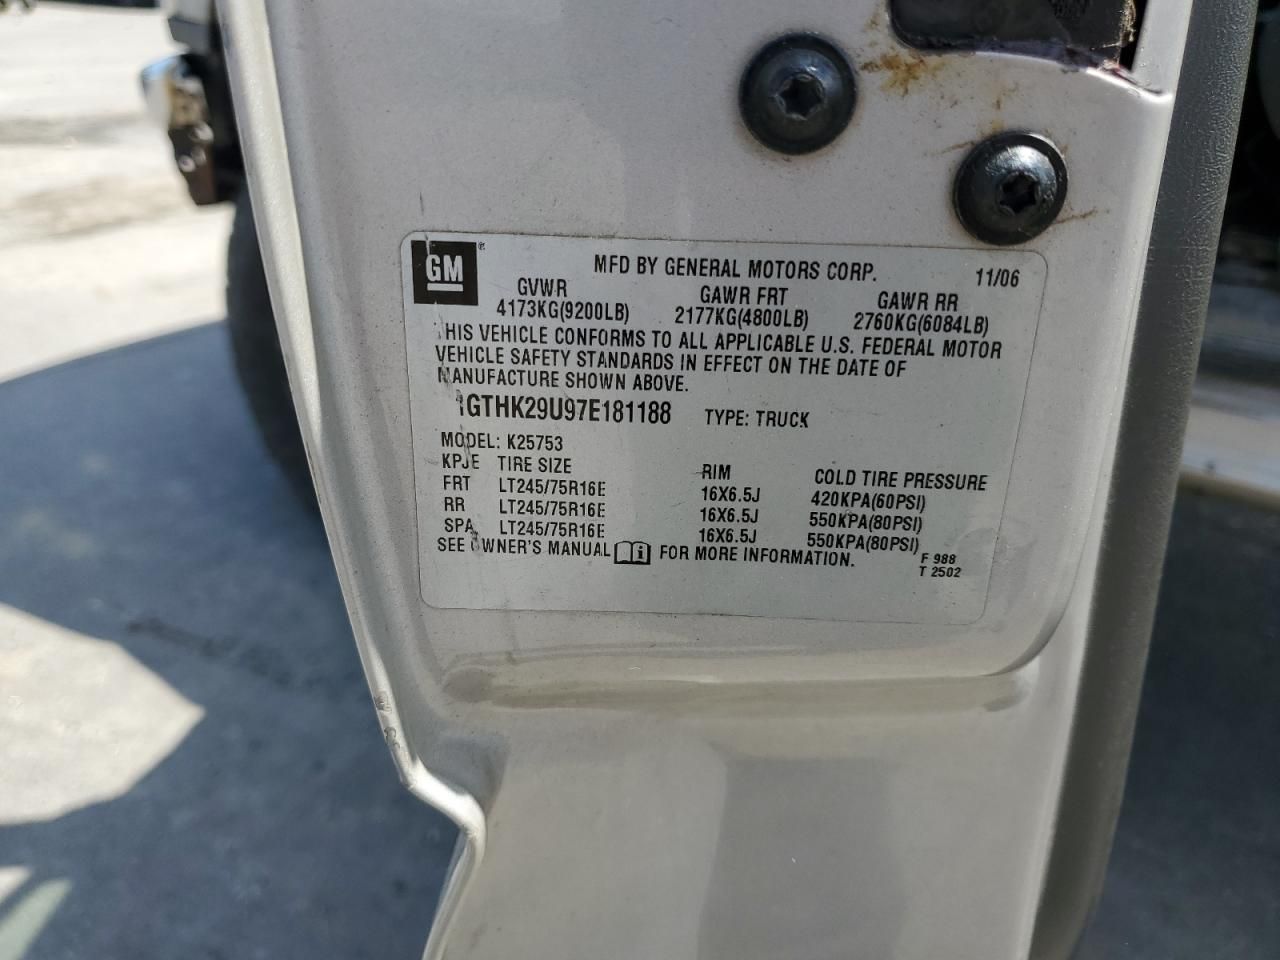 GM ®
MFD BY GENERAL MOTORS CORP. 11/06
GVWR GAWR FRT GAWR RR
4173KG(9200LB) 2177KG(4800LB) 2760KG(6084LB)
THIS VEHICLE CONFORMS TO ALL APPLICABLE U.S. FEDERAL MOTOR
VEHICLE SAFETY STANDARDS IN EFFECT ON THE DATE OF
MANUFACTURE SHOWN ABOVE.
1GTHK29U97E181188 TYPE: TRUCK
MODEL: K25753
KPJE TIRE SIZE RIM COLD TIRE PRESSURE
FRT LT245/75R16E 16X6.5J 420KPA(60PSI)
RR LT245/75R16E 16X6.5J 550KPA(80PSI)
SPA LT245/75R16E 16X6.5J 550KPA(80PSI)
SEE OWNER'S MANUAL i FOR MORE INFORMATION.
F 988
T 2502